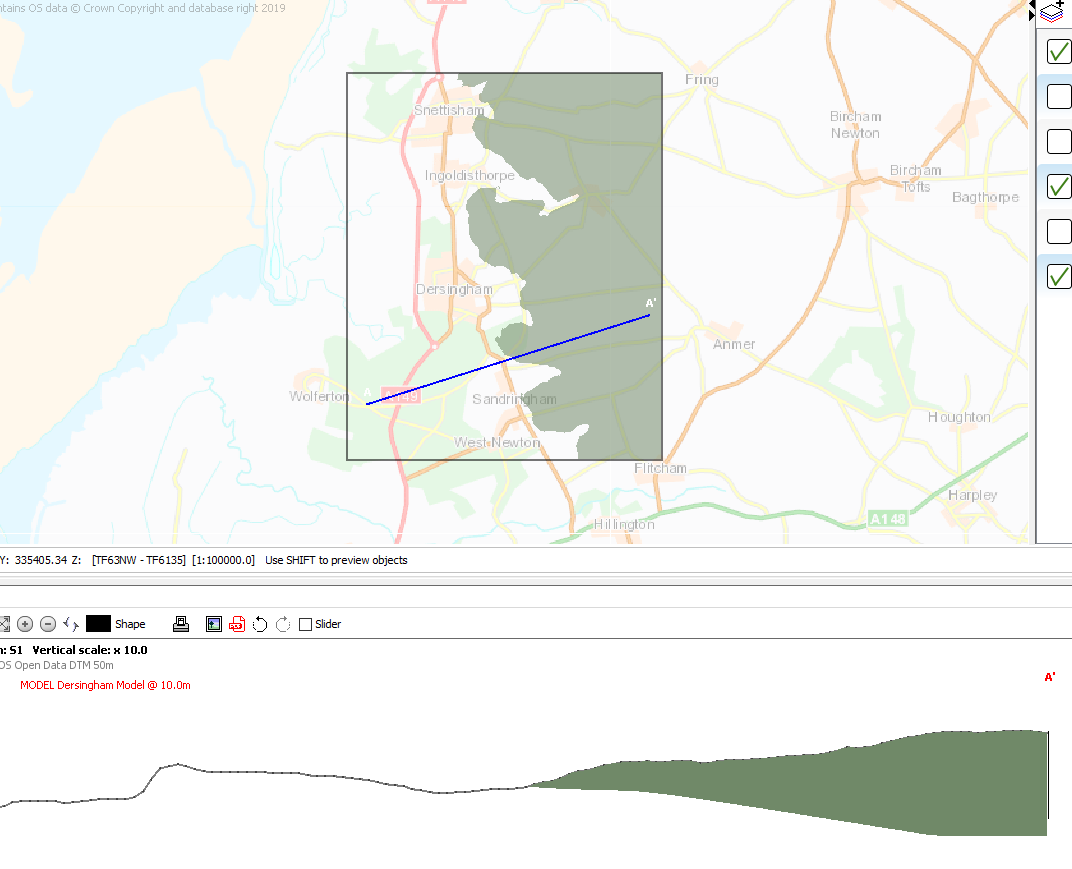 ntains OS data © Crown Copyright and database right 2019
Fring
Snettisham
Bircham
Newton
Ingoldisthorpe
Bircham
Tofts
Bagthorpe
Dersingham
A'
Anmer
Wolferton
A
A149
Sandringham
Houghton
West Newton
Flitcham
Harpley
A148
Hillington
Y: 335405.34 Z: [TF63NW - TF6135] [1:100000.0] Use SHIFT to preview objects
Shape
Slider
n: S1 Vertical scale: x 10.0
OS Open Data DTM 50m
A'
MODEL Dersingham Model @ 10.0m